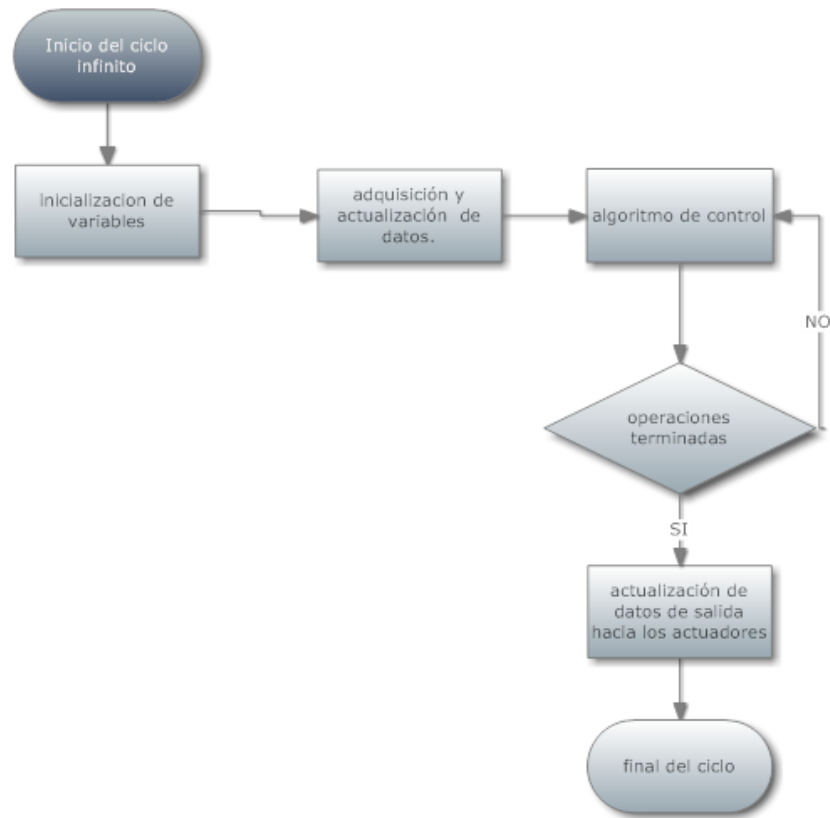 Inicio del ciclo
infinito
inicializacion de
variables
adquisición y
actualización de
datos.
algoritmo de control
NO
operaciones
terminadas
SI
actualización de
datos de salida
hacia los actuadores
final del ciclo